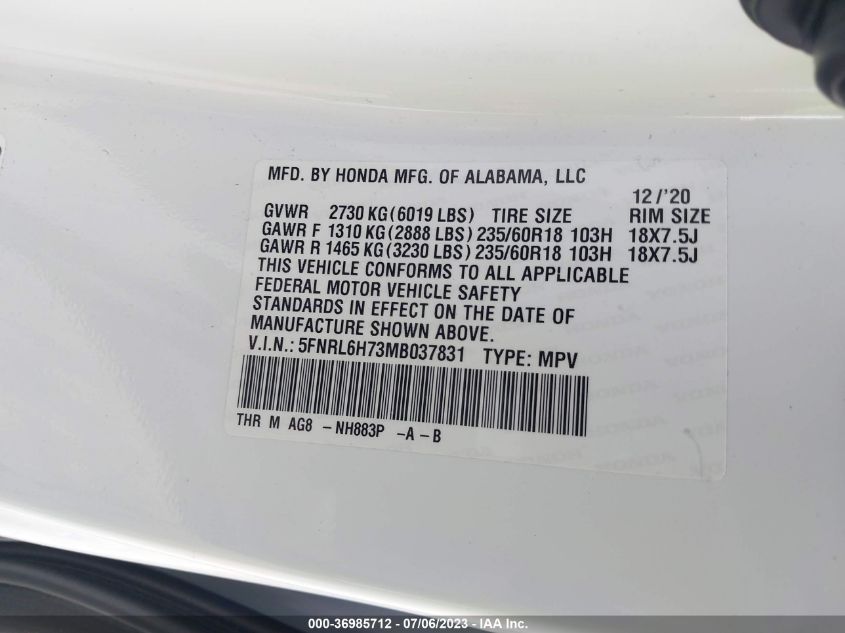 MFD. BY HONDA MFG. OF ALABAMA, LLC
12/'20
GVWR 2730 KG(6019 LBS) TIRE SIZE RIM SIZE
GAWR F 1310 KG(2888 LBS) 235/60R18 103H 18X7.5J
GAWR R 1465 KG(3230 LBS) 235/60R18 103H 18X7.5J
THIS VEHICLE CONFORMS TO ALL APPLICABLE
FEDERAL MOTOR VEHICLE SAFETY
STANDARDS IN EFFECT ON THE DATE OF
MANUFACTURE SHOWN ABOVE.
V.I.N.: 5FNRL6H73MB037831 TYPE: MPV
THR M AG8 -NH883P -A-B
000-36985712 - 07/06/2023 - IAA Inc.